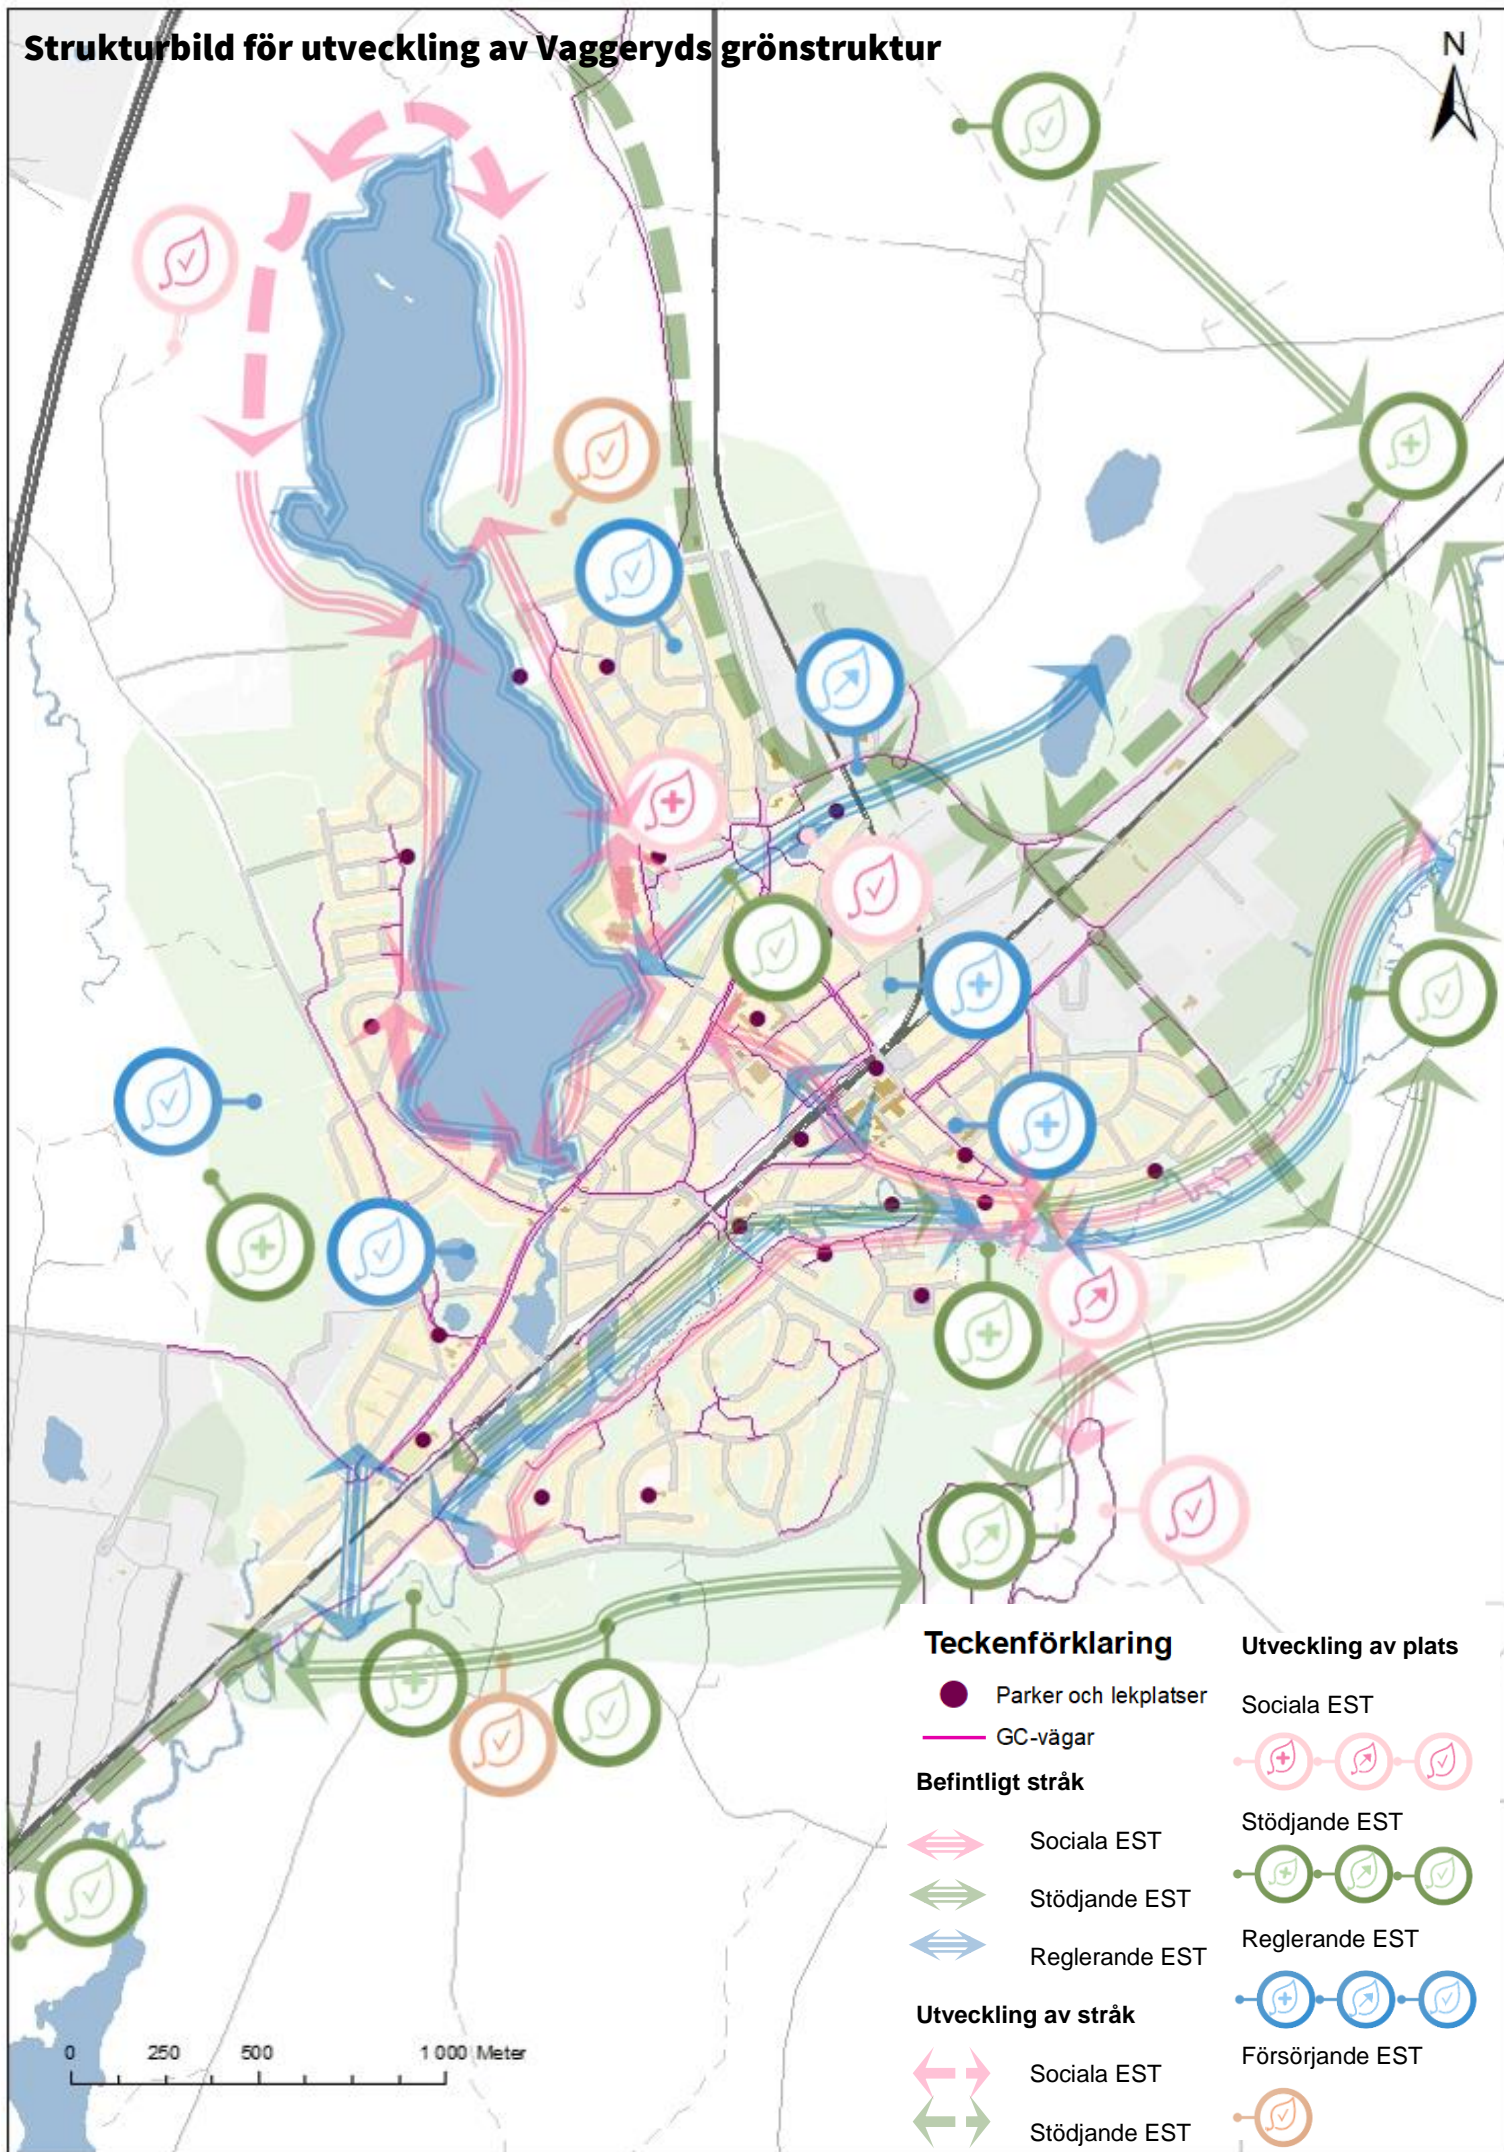 Strukturbild för utveckling av Vaggeryds grönstruktur
N
Teckenförklaring
Parker och lekplatser
GC-vägar
Befintligt stråk
Sociala EST
Stödjande EST
Reglerande EST
Utveckling av stråk
Sociala EST
Stödjande EST
Utveckling av plats
Sociala EST
Stödjande EST
Reglerande EST
Försörjande EST
0 250 500 1 000 Meter